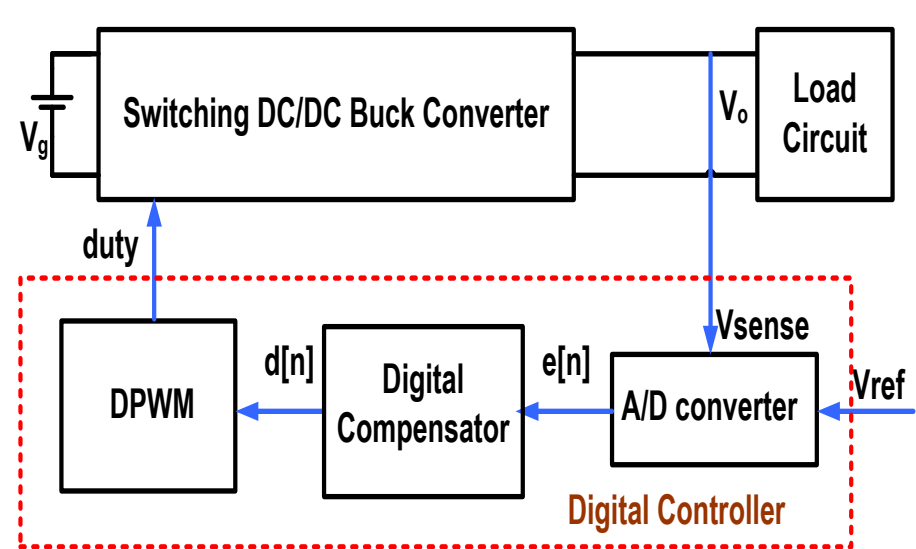 Switching DC/DC Buck Converter
Load
Circuit
Vg
Vo
duty
Vsense
DPWM
d[n]
Digital
Compensator
e[n]
A/D converter
Vref
Digital Controller